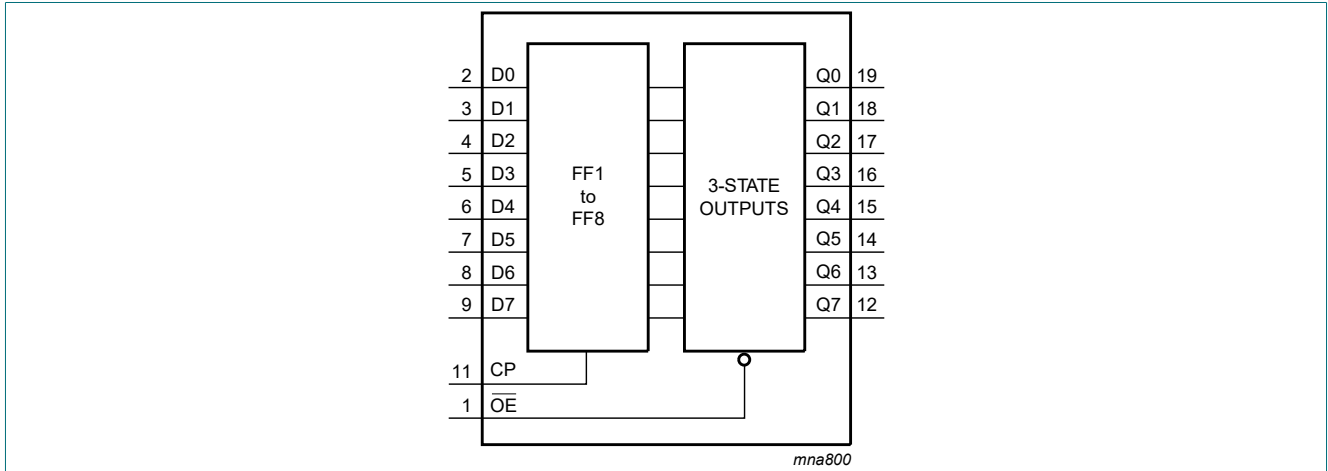 2 D0 Q0 19
3 D1 Q1 18
4 D2 Q2 17
5 D3 Q3 16
6 D4 Q4 15
7 D5 Q5 14
8 D6 Q6 13
9 D7 Q7 12
FF1
to
FF8
3-STATE
OUTPUTS
11 CP
1 O̅E̅
mna800